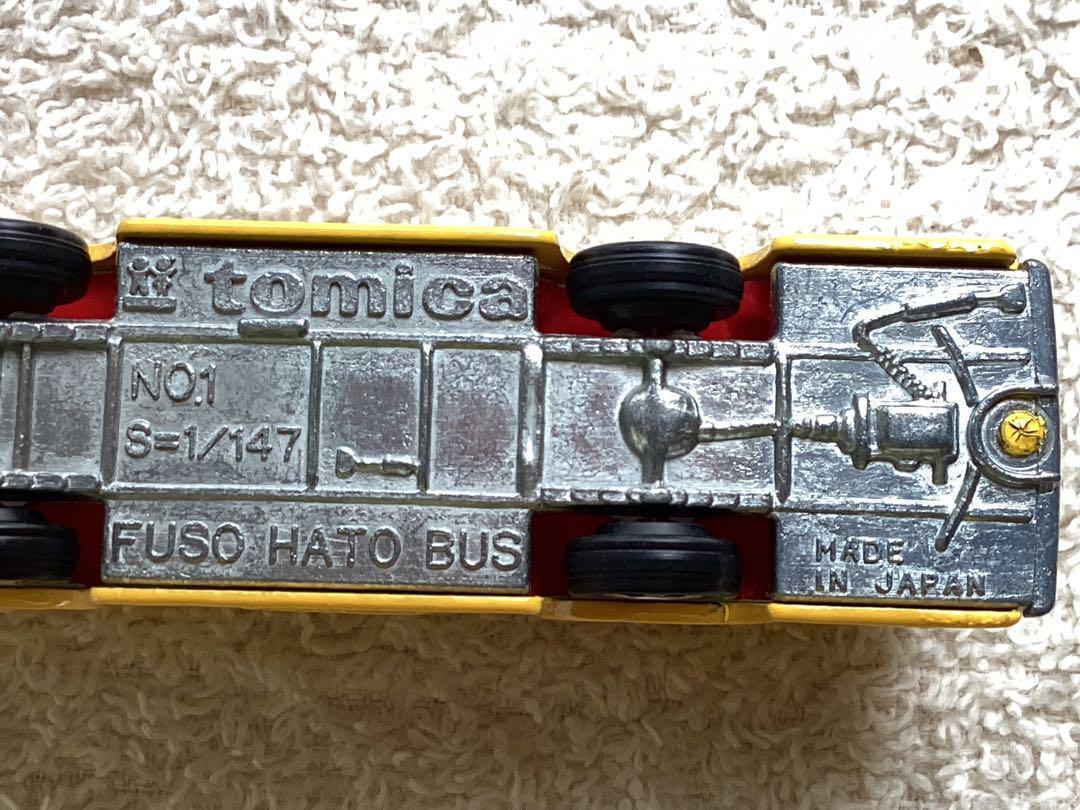 tomica
NO.1
S=1/147
FUSO HATO BUS
MADE
IN JAPAN